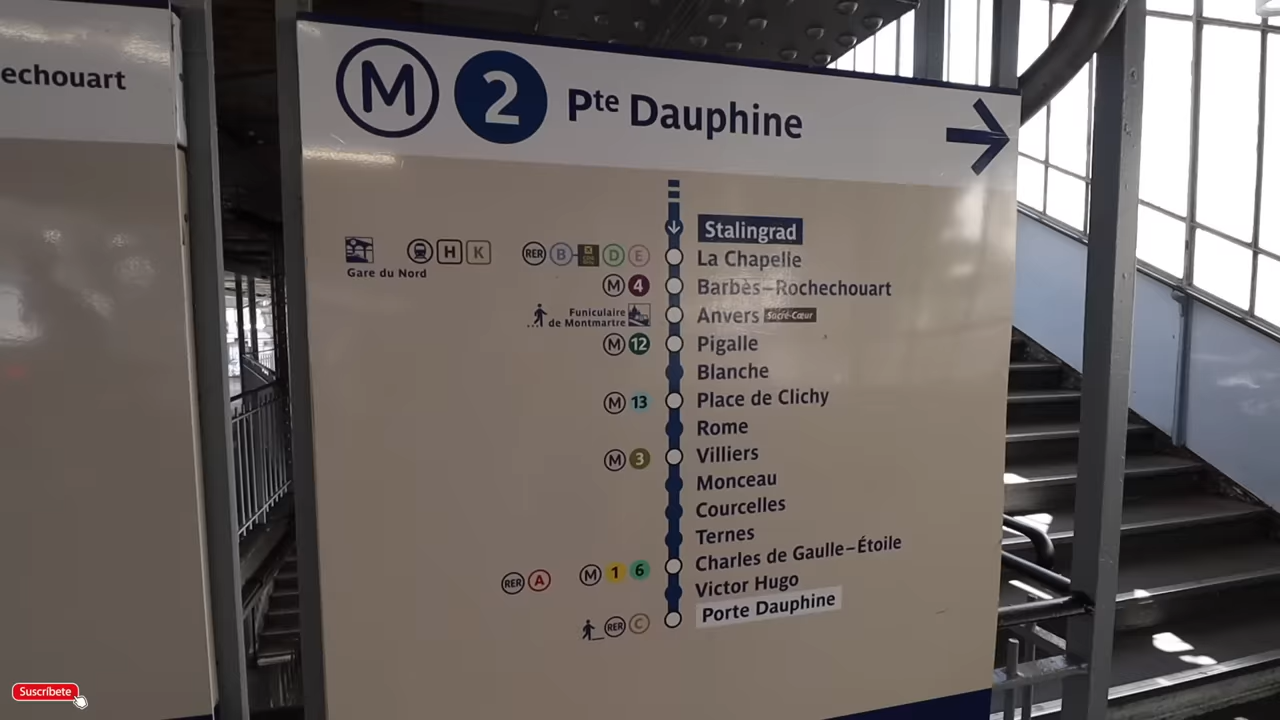 echouart
M 2 Pte Dauphine
Stalingrad
H K RER B D E La Chapelle
Gare du Nord
M 4 Barbès–Rochechouart
Funiculaire
de Montmartre
Anvers Sacré-Cœur
M 12 Pigalle
Blanche
M 13 Place de Clichy
Rome
M 3 Villiers
Monceau
Courcelles
Ternes
RER A M 1 6 Charles de Gaulle–Étoile
Victor Hugo
RER C Porte Dauphine
Suscríbete